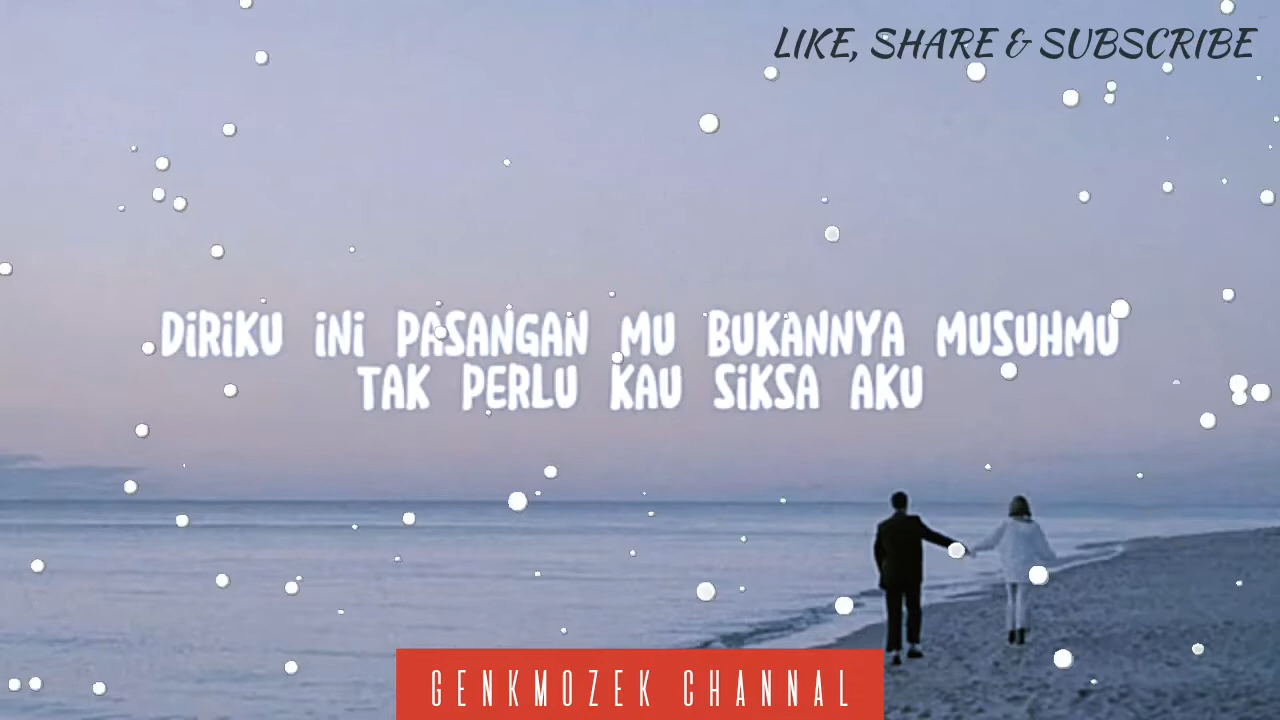 LIKE, SHARE & SUBSCRIBE
DiRiKU iNi PASANGAN MU BUKANNYA MUSUHMU
TAK PERLU KAU SiKSA AKU
GENKMOZEK CHANNAL